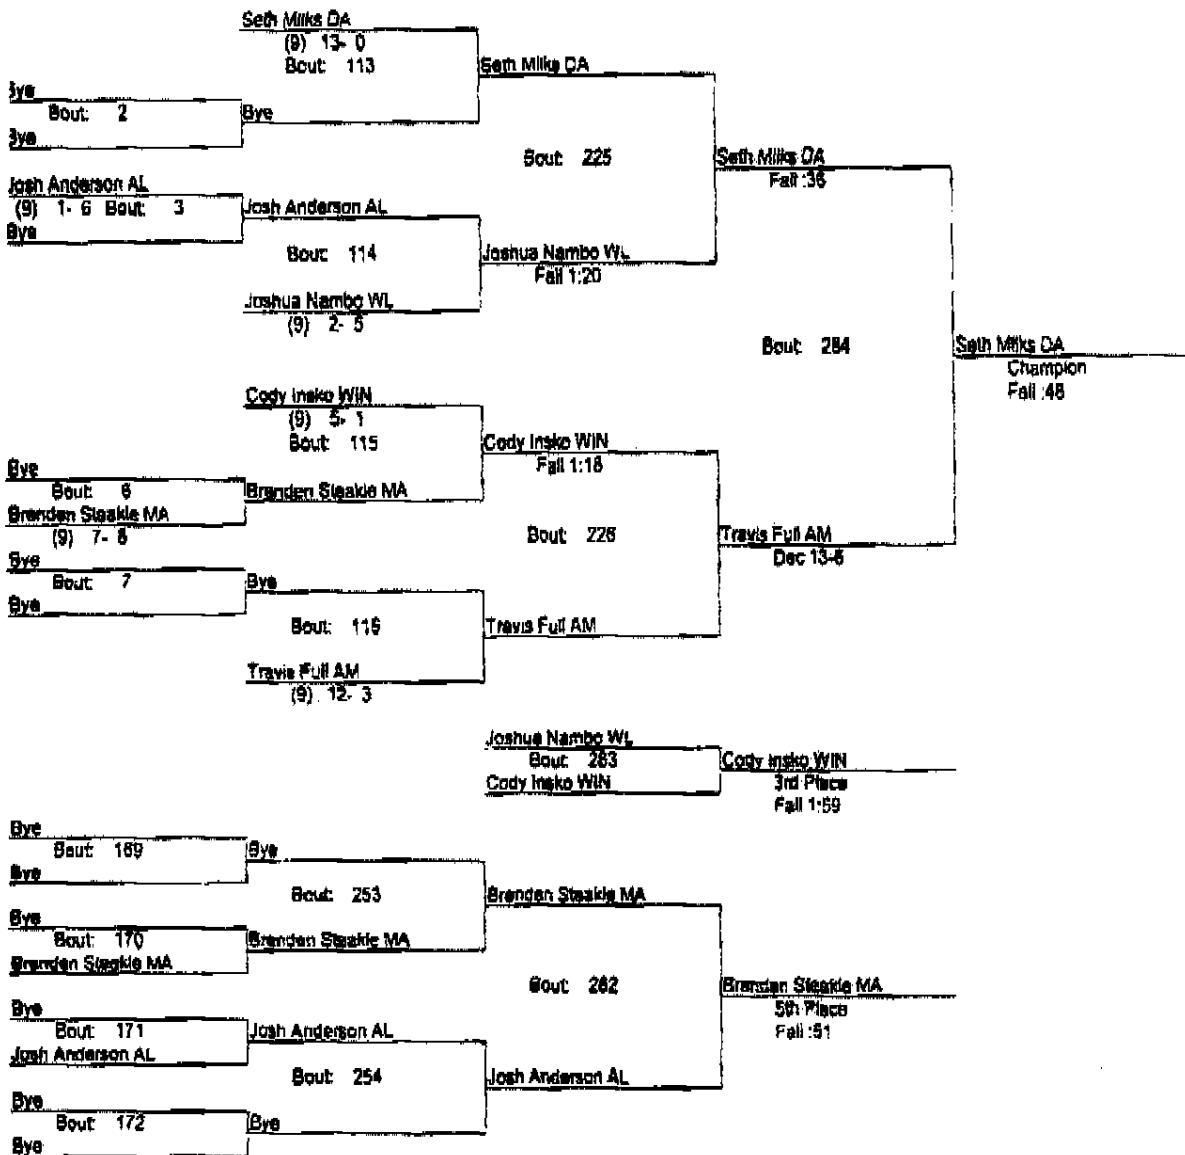 Seth Milks DA
(9) 13- 0
Bout: 113
Seth Milks DA
Bye
Bout: 2
Bye
Bye
Bout: 225
Seth Milks DA
Fall :36
Josh Anderson AL
(9) 1- 6 Bout: 3
Josh Anderson AL
Bye
Bout: 114
Joshua Nambo WL
Fall 1:20
Joshua Nambo WL
(9) 2- 5
Bout: 284
Seth Milks DA
Champion
Fall :48
Cody Insko WIN
(9) 5- 1
Bout: 115
Cody Insko WIN
Fall 1:18
Bye
Bout: 6
Brenden Steakle MA
Brenden Steakle MA
(9) 7- 8
Bout: 226
Travis Full AM
Dec 13-6
Bye
Bout: 7
Bye
Bye
Bout: 116
Travis Full AM
Travis Full AM
(9) 12- 3
Joshua Nambo WL
Bout: 283
Cody Insko WIN
Cody Insko WIN
3rd Place
Fall 1:59
Bye
Bout: 169
Bye
Bye
Bout: 253
Brenden Steakle MA
Bye
Bout: 170
Brenden Steakle MA
Brenden Steakle MA
Bout: 282
Brenden Steakle MA
5th Place
Fall :51
Bye
Bout: 171
Josh Anderson AL
Josh Anderson AL
Bout: 254
Josh Anderson AL
Bye
Bout: 172
Bye
Bye